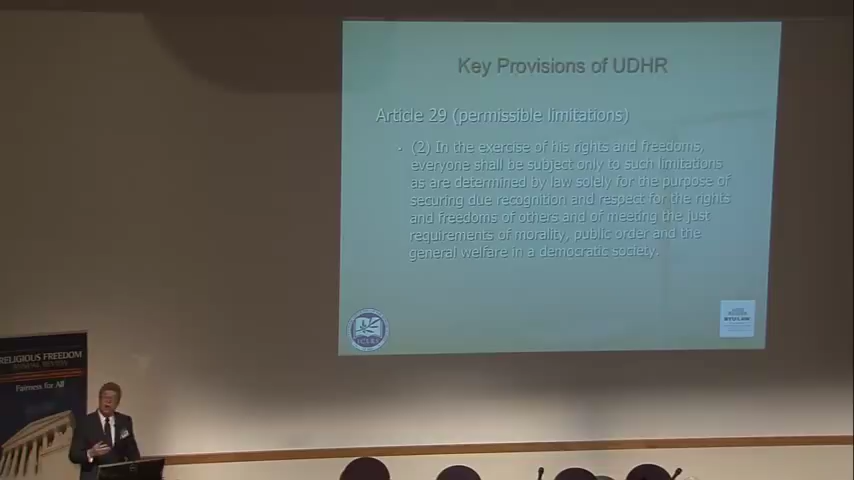 Key Provisions of UDHR
Article 29 (permissible limitations)
(2) In the exercise of his rights and freedoms,
everyone shall be subject only to such limitations
as are determined by law solely for the purpose of
securing due recognition and respect for the rights
and freedoms of others and of meeting the just
requirements of morality, public order and the
general welfare in a democratic society.
RELIGIOUS FREEDOM
ANNUAL REVIEW
Fairness for All